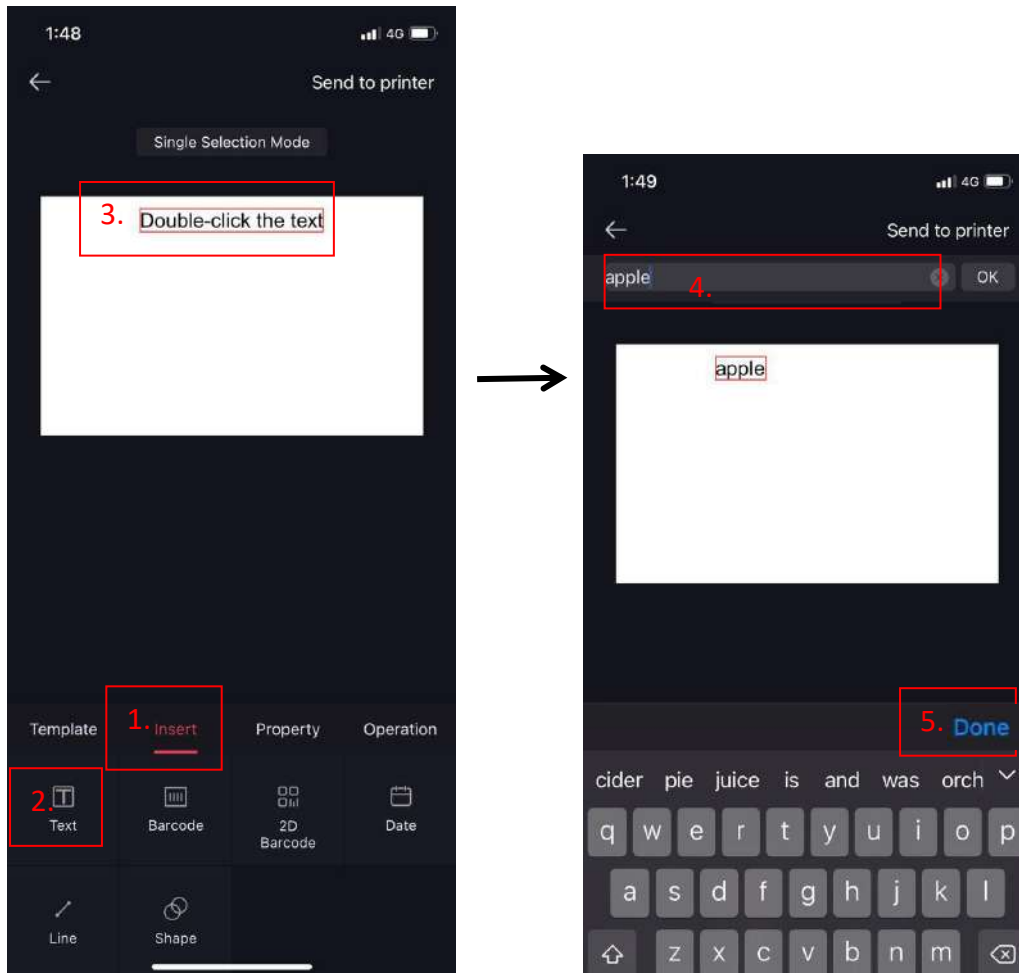 1:48
4G
Send to printer
Single Selection Mode
3. Double-click the text
Template
1. Insert
Property
Operation
2. Text
Barcode
2D
Barcode
Date
Line
Shape
1:49
4G
Send to printer
apple
4.
OK
apple
5. Done
cider pie juice is and was orch
q w e r t y u i o p
a s d f g h j k l
z x c v b n m